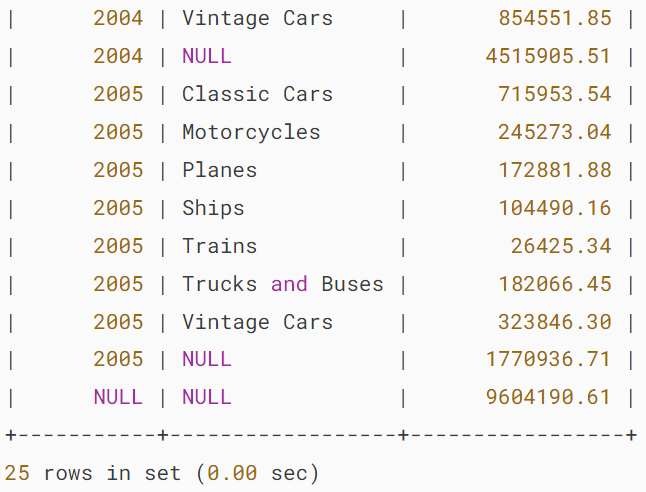 |      2004 | Vintage Cars     |       854551.85 |
|      2004 | NULL             |      4515905.51 |
|      2005 | Classic Cars     |       715953.54 |
|      2005 | Motorcycles      |       245273.04 |
|      2005 | Planes           |       172881.88 |
|      2005 | Ships            |       104490.16 |
|      2005 | Trains           |        26425.34 |
|      2005 | Trucks and Buses |       182066.45 |
|      2005 | Vintage Cars     |       323846.30 |
|      2005 | NULL             |      1770936.71 |
|      NULL | NULL             |      9604190.61 |
+-----------+------------------+-----------------+
25 rows in set (0.00 sec)